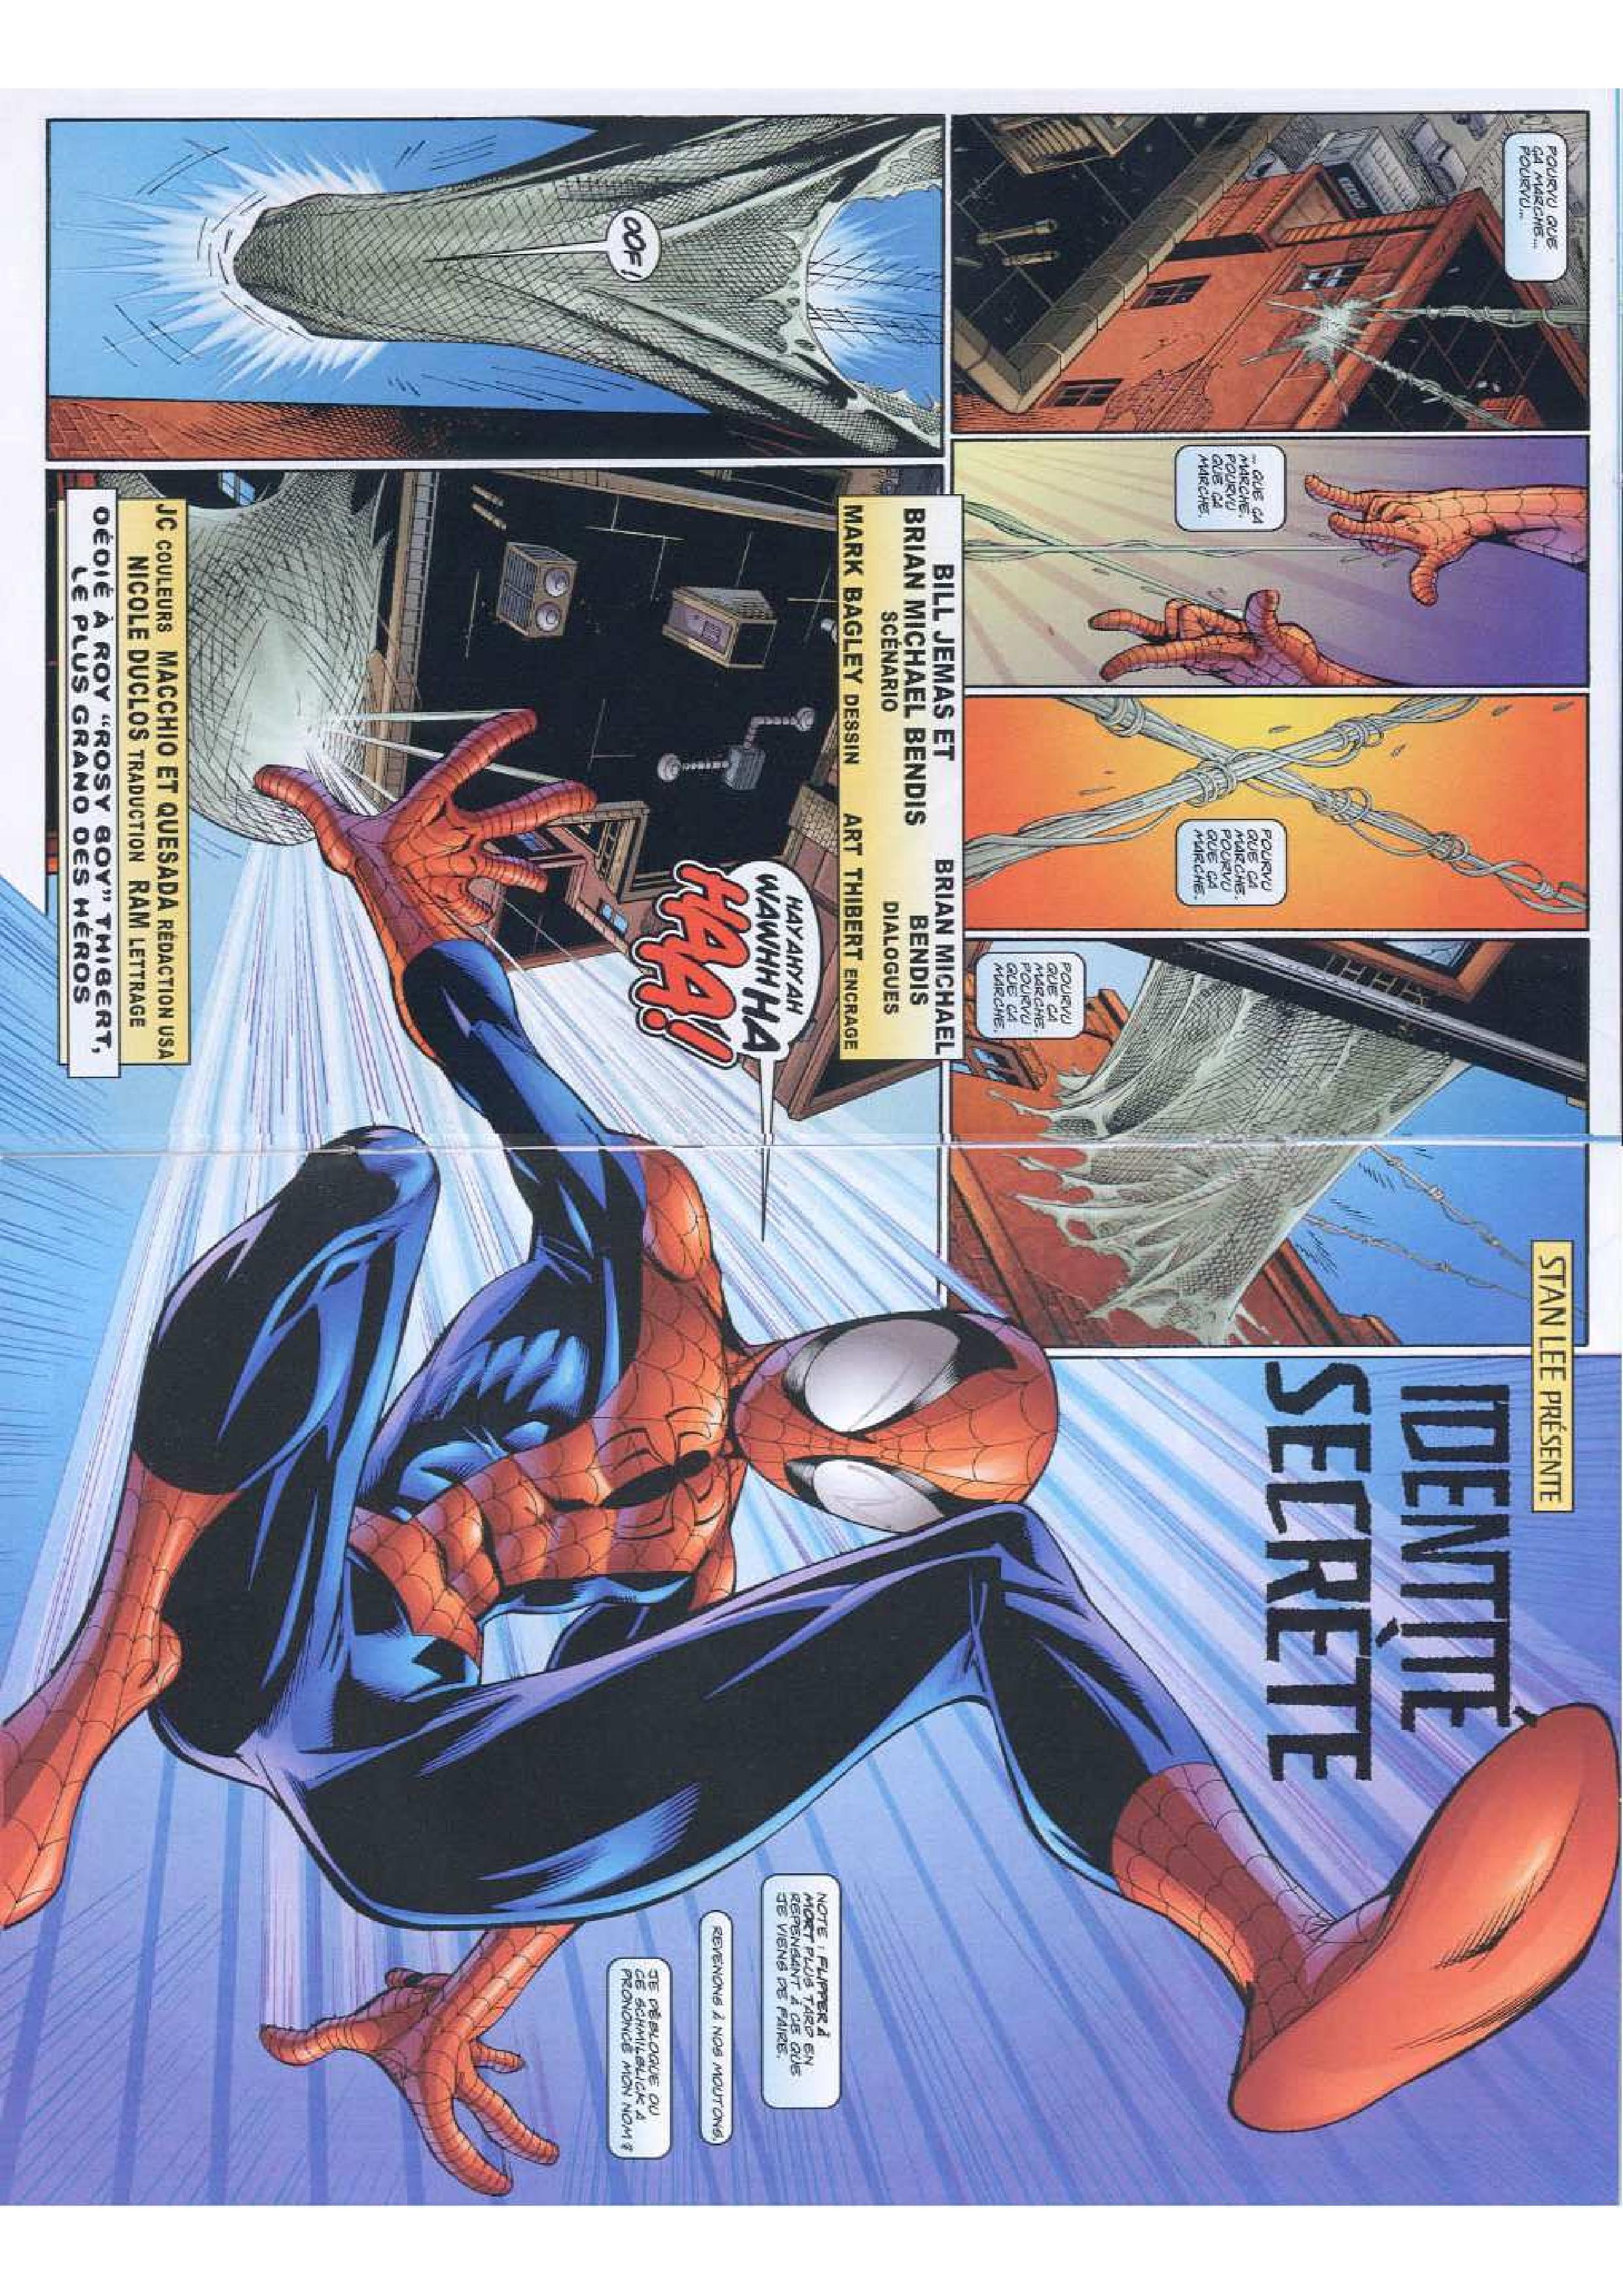 POURVU QUE
ÇA MARCHE...
POURVU...
... QUE ÇA
MARCHE.
POURVU
QUE ÇA
MARCHE.
POURVU
QUE ÇA
MARCHE.
POURVU
QUE ÇA
MARCHE.
POURVU
QUE ÇA
MARCHE.
POURVU
QUE ÇA
MARCHE.
STAN LEE PRÉSENTE
IDENTITÉ
SECRÈTE
OOF!
BILL JEMAS ET
BRIAN MICHAEL BENDIS
SCÉNARIO
BRIAN MICHAEL
BENDIS
DIALOGUES
MARK BAGLEY DESSIN ART THIBERT ENCRAGE
HAYAHYAH
WAWHH HA
HAA!
NOTE : FLIPPER À
MORT PLUS TARD EN
REPENSANT À CE QUE
JE VIENS DE FAIRE.
REVENONS À NOS MOUTONS.
JE DÉBLOQUE OU
CE SCHMILBLICK A
PRONONCÉ MON NOM ?
JC COULEURS MACCHIO ET QUESADA RÉDACTION USA
NICOLE DUCLOS TRADUCTION RAM LETTRAGE
DÉDIÉ À ROY "ROSY BOY" THIBERT,
LE PLUS GRAND DES HÉROS